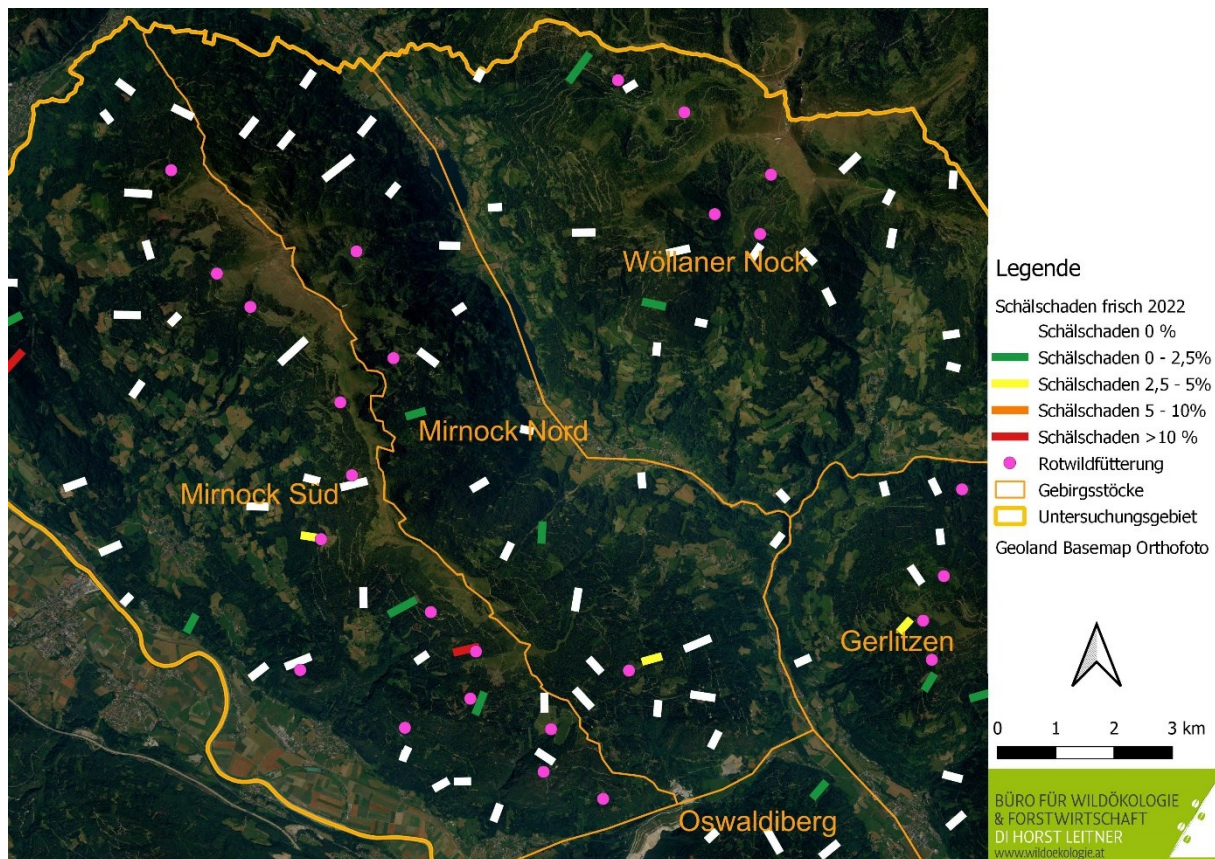 Wöllaner Nock
Mirnock Nord
Mirnock Süd
Gerlitzen
Oswaldiberg
Legende
Schälschaden frisch 2022
Schälschaden 0 %
Schälschaden 0 - 2,5%
Schälschaden 2,5 - 5%
Schälschaden 5 - 10%
Schälschaden >10 %
Rotwildfütterung
Gebirgsstöcke
Untersuchungsgebiet
Geoland Basemap Orthofoto
0 1 2 3 km
BÜRO FÜR WILDÖKOLOGIE
& FORSTWIRTSCHAFT
DI HORST LEITNER
www.wildoekologie.at